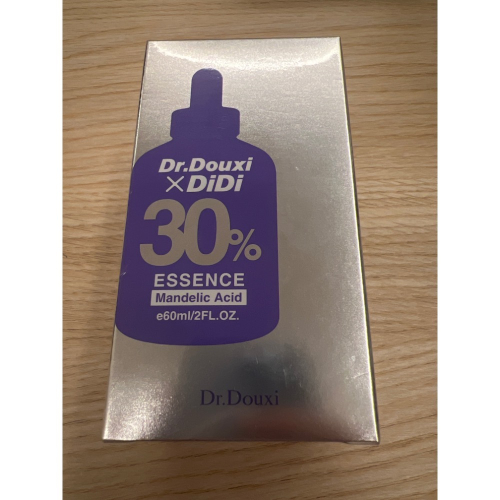 Dr.Douxi
×DiDi
30%
ESSENCE
Mandelic Acid
e60ml/2FL.OZ.
Dr.Douxi